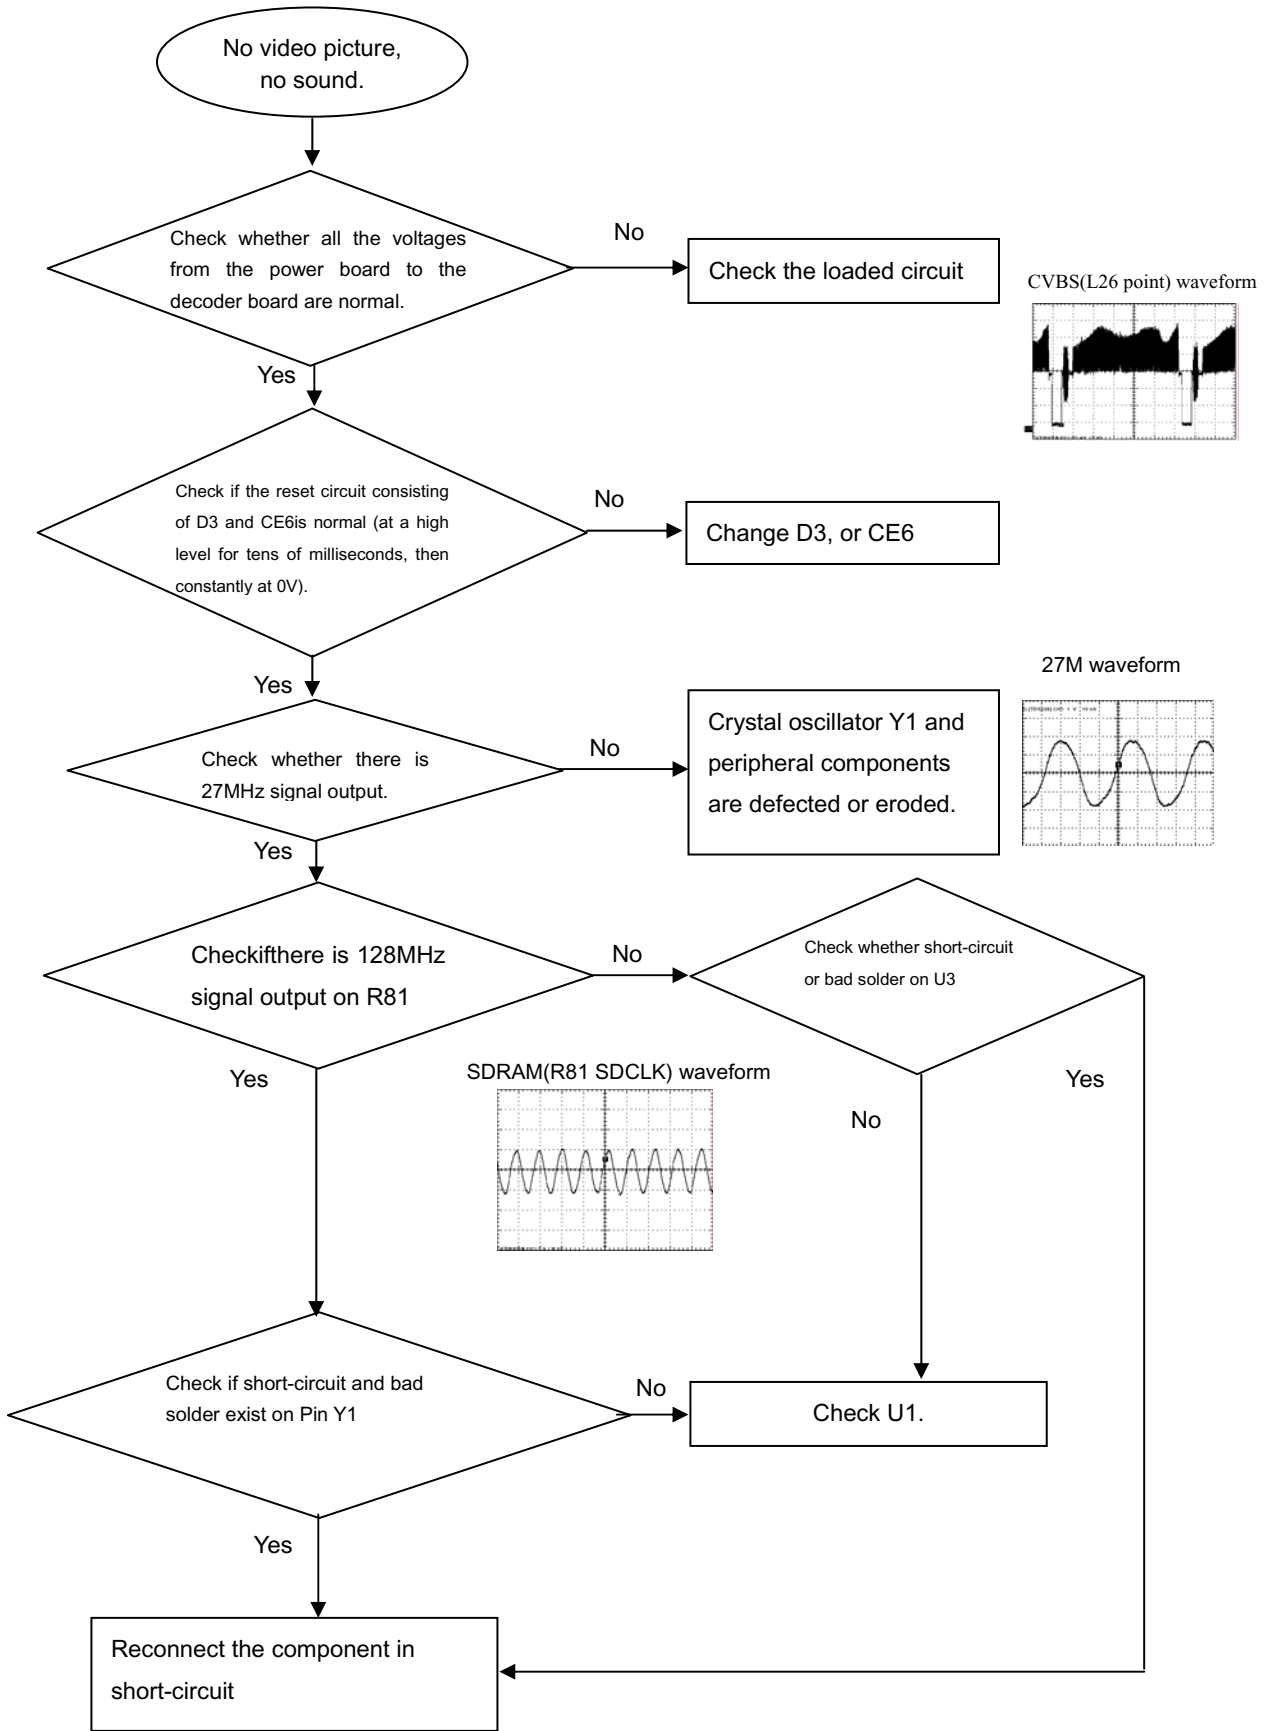 No video picture,
no sound.
Check whether all the voltages
from the power board to the
decoder board are normal.
No
Check the loaded circuit
CVBS(L26 point) waveform
Yes
Check if the reset circuit consisting
of D3 and CE6is normal (at a high
level for tens of milliseconds, then
constantly at 0V).
No
Change D3, or CE6
Yes
27M waveform
Check whether there is
27MHz signal output.
No
Crystal oscillator Y1 and
peripheral components
are defected or eroded.
Yes
Checkifthere is 128MHz
signal output on R81
No
Check whether short-circuit
or bad solder on U3
Yes
SDRAM(R81 SDCLK) waveform
Yes
No
Check if short-circuit and bad
solder exist on Pin Y1
No
Check U1.
Yes
Reconnect the component in
short-circuit